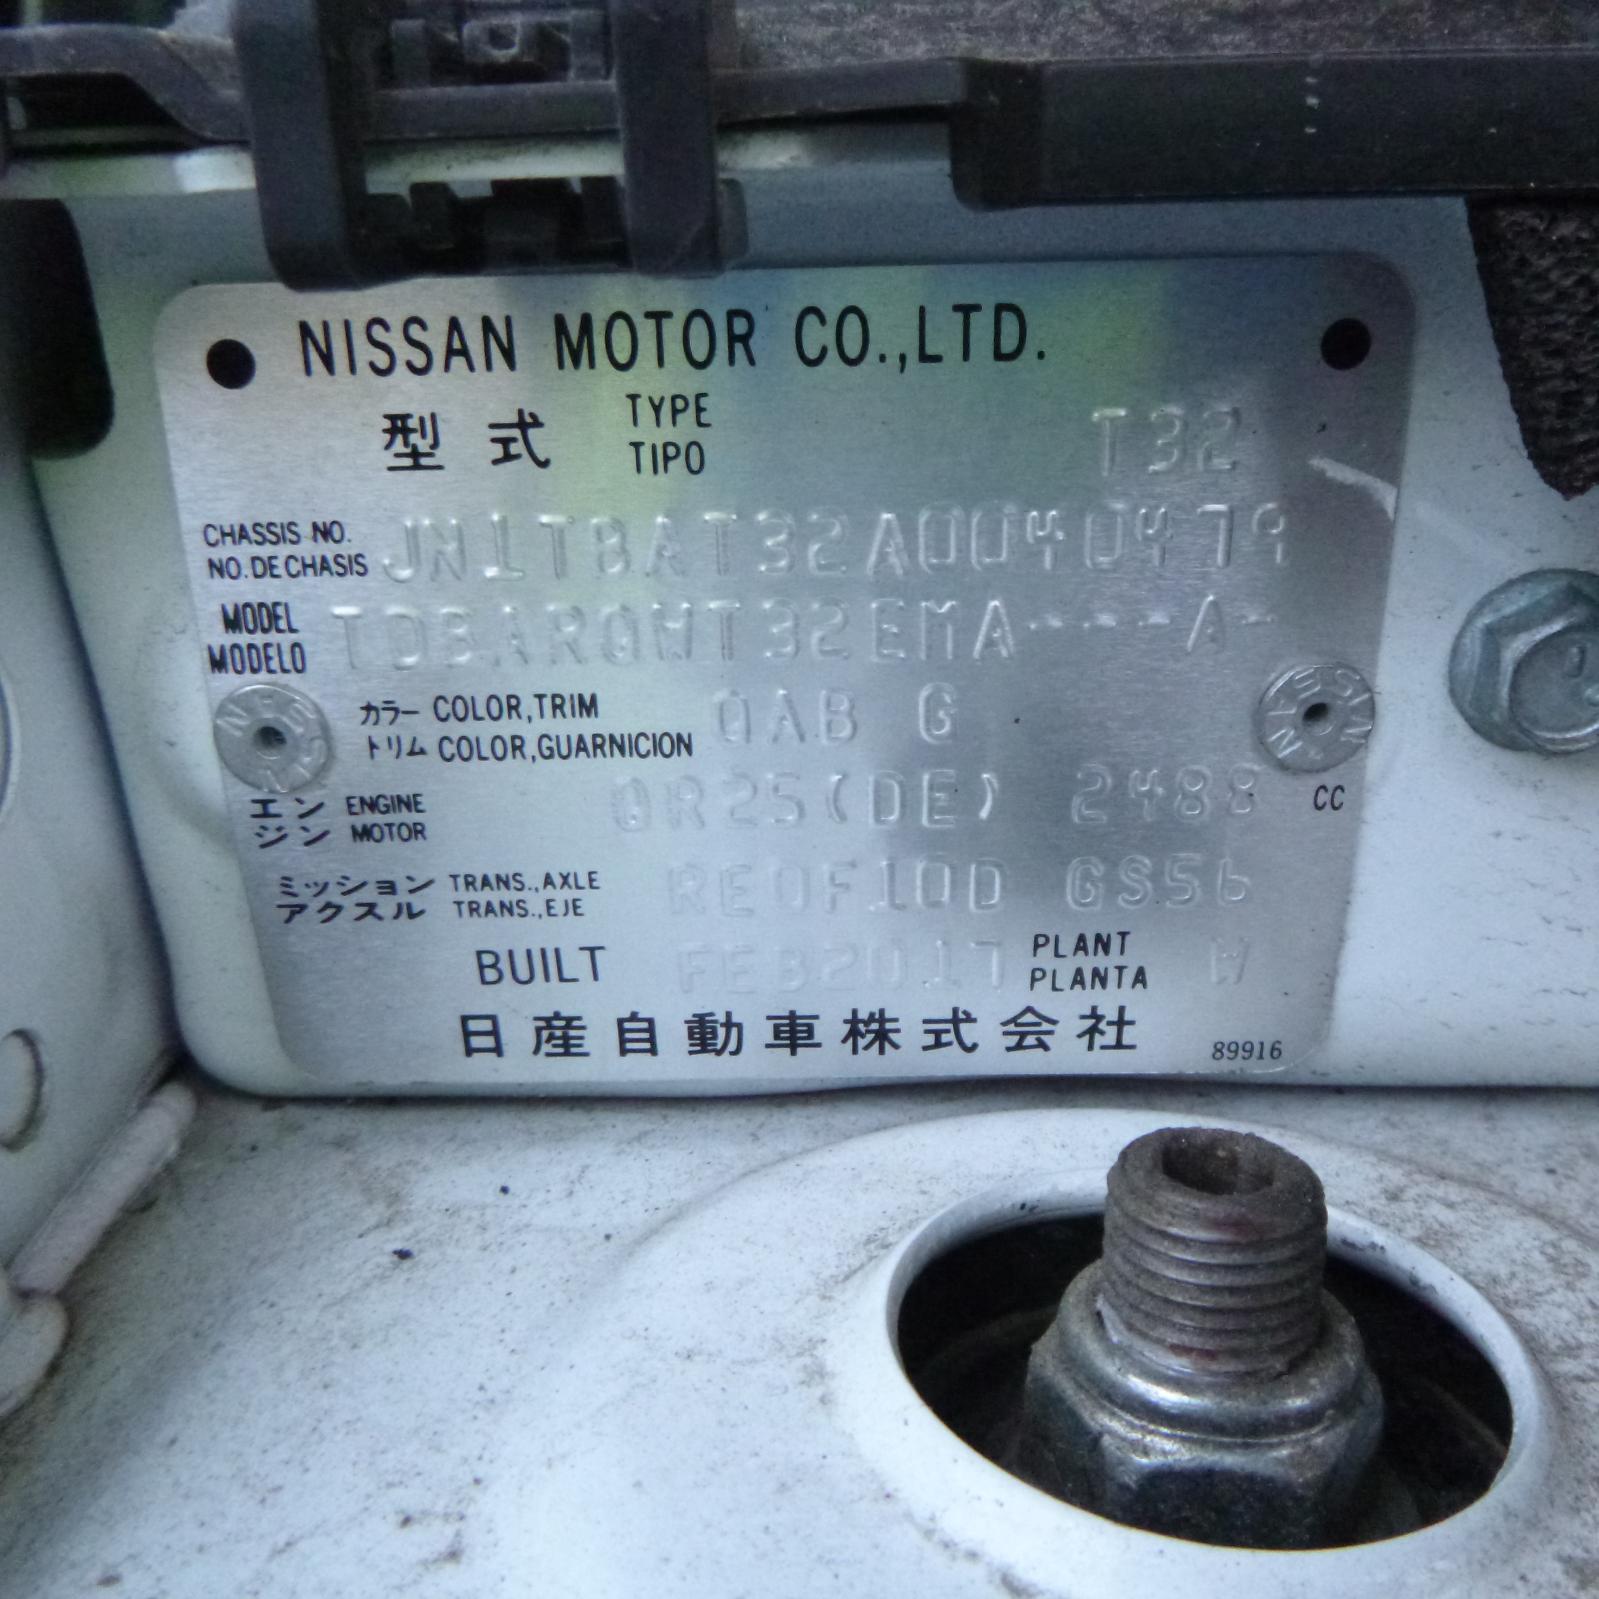 NISSAN MOTOR CO.,LTD.
型式 TYPE TIPO T32
CHASSIS NO. NO.DE CHASIS JN1TBAT32A0040479
MODEL MODELO TDBARQWT32EMA----A-
カラー COLOR,TRIM QAB G
トリム COLOR,GUARNICION
エンジン ENGINE MOTOR QR25(DE) 2488 CC
ミッション TRANS.,AXLE RE0F10D GS56
アクスル TRANS.,EJE
BUILT FEB2017 PLANT PLANTA W
日産自動車株式会社 89916